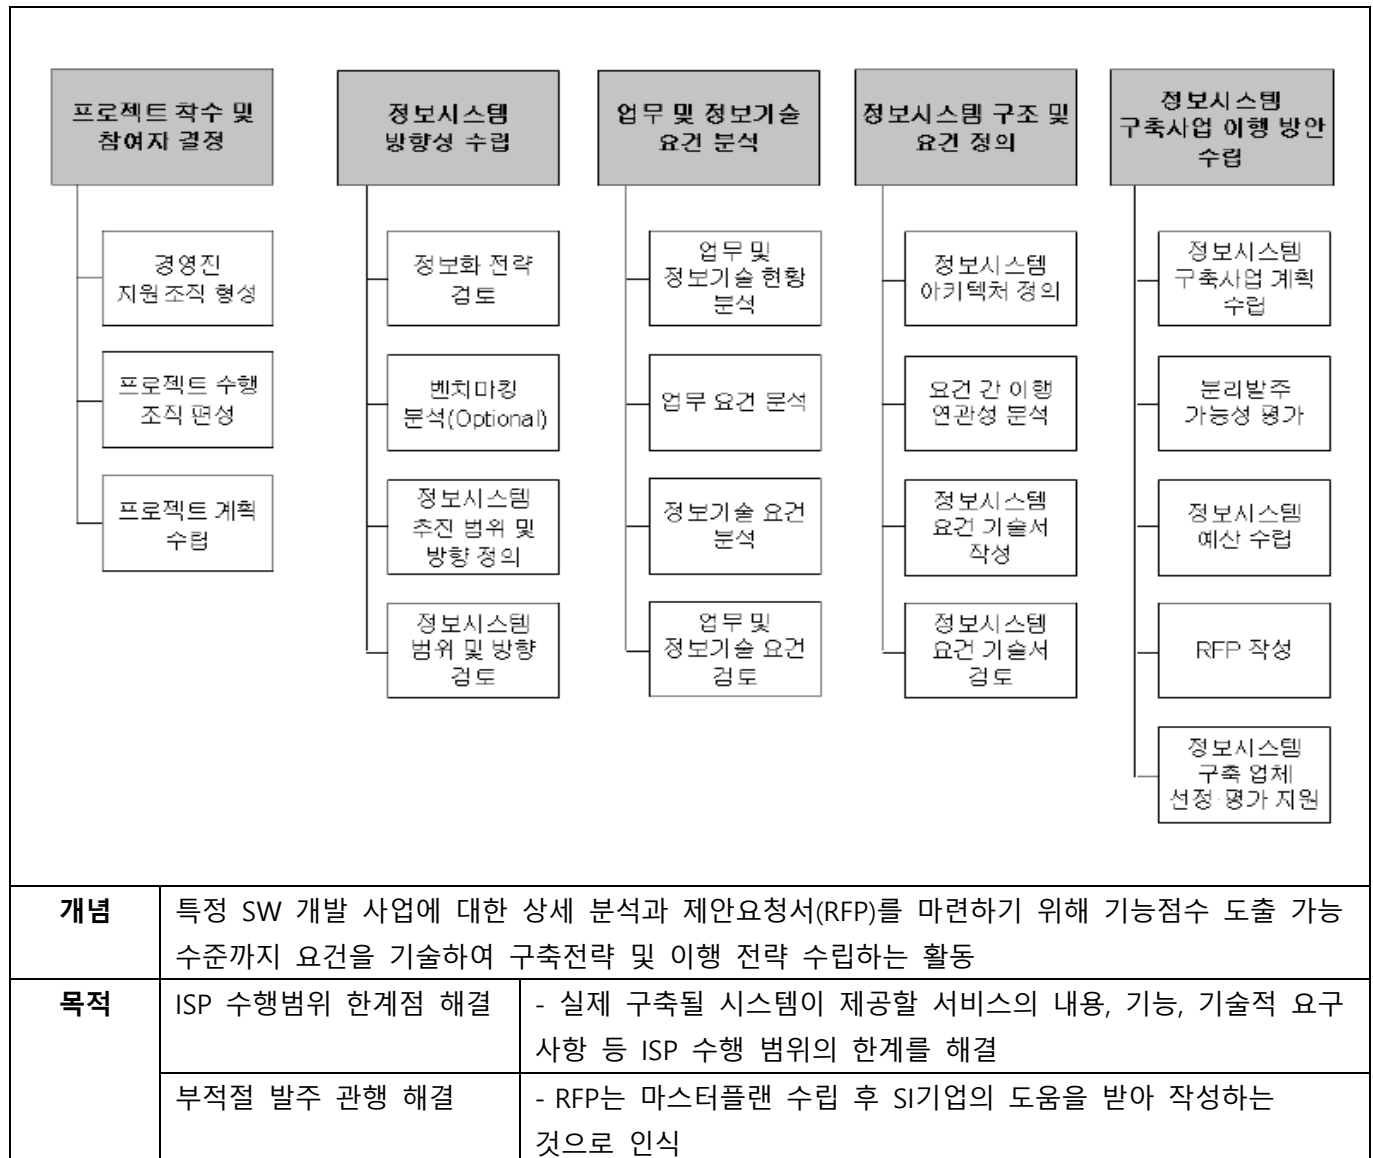 프로젝트 착수 및
참여자 결정
경영진
지원조직 형성
프로젝트 수행
조직 편성
프로젝트 계획
수립
정보시스템
방향성 수립
정보화 전략
검토
벤치마킹
분석(Optional)
정보시스템
추진 범위 및
방향 정의
정보시스템
범위 및 방향
검토
업무 및 정보기술
요건 분석
업무 및
정보기술 현황
분석
업무 요건 분석
정보기술 요건
분석
업무 및
정보기술 요건
검토
정보시스템 구조 및
요건 정의
정보시스템
아키텍처 정의
요건 간 이행
연관성 분석
정보시스템
요건 기술서
작성
정보시스템
요건 기술서
검토
정보시스템
구축사업 이행 방안
수립
정보시스템
구축사업 계획
수립
분리발주
가능성 평가
정보시스템
예산 수립
RFP 작성
정보시스템
구축 업체
선정·평가 지원
개념
특정 SW 개발 사업에 대한 상세 분석과 제안요청서(RFP)를 마련하기 위해 기능점수 도출 가능
수준까지 요건을 기술하여 구축전략 및 이행 전략 수립하는 활동
목적
ISP 수행범위 한계점 해결
- 실제 구축될 시스템이 제공할 서비스의 내용, 기능, 기술적 요구
사항 등 ISP 수행 범위의 한계를 해결
부적절 발주 관행 해결
- RFP는 마스터플랜 수립 후 SI기업의 도움을 받아 작성하는
것으로 인식